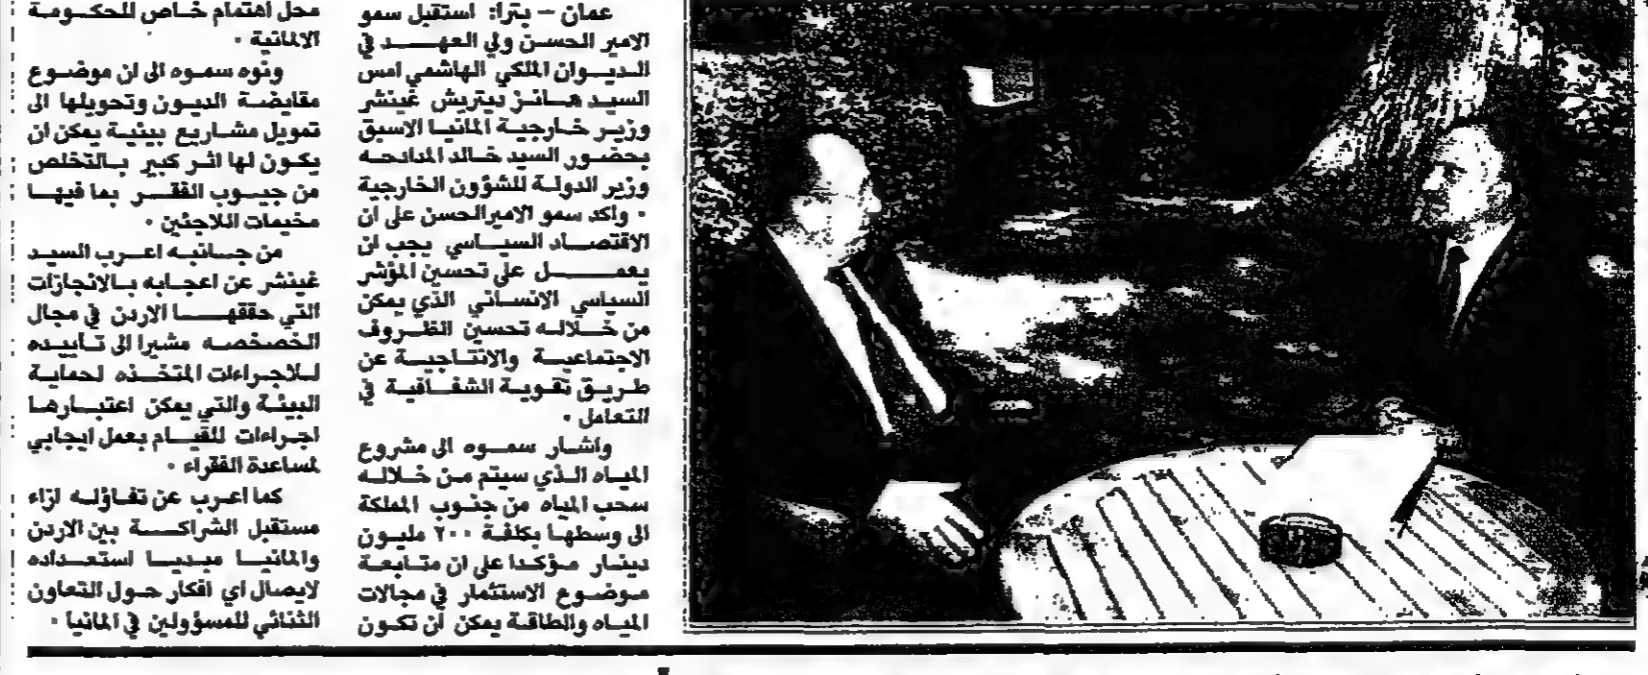 عمان - بترا: استقبل سمو
الامير الحسن ولي العهد في
الديوان الملكي الهاشمي امس
السيد هانز ديتريش غينشر
وزير خارجية المانيا الاسبق
بحضور السيد خالد المدادحه
وزير الدولة للشؤون الخارجية
٠ واكد سمو الامير الحسن على ان
الاقتصاد السياسي يجب ان
يعمل على تحسين المؤشر
السياسي الانساني الذي يمكن
من خلاله تحسين الظروف
الاجتماعية والانتاجية عن
طريق تقوية الشفافية في
التعامل ٠
واشار سموه الى مشروع
المياه الذي سيتم من خلاله
سحب المياه من جنوب المملكة
الى وسطها بكلفة ٢٠٠ مليون
دينار مؤكدا على ان متابعة
موضوع الاستثمار في مجالات
المياه والطاقة يمكن ان تكون
محل اهتمام خاص للحكومة
الالمانية ٠
ونوه سموه الى ان موضوع
مقايضة الديون وتحويلها الى
تمويل مشاريع بيئية يمكن ان
يكون لها اثر كبير بالتخلص
من جيوب الفقر بما فيها
مخيمات اللاجئين ٠
من جانبه اعرب السيد
غينشر عن اعجابه بالانجازات
التي حققها الاردن في مجال
الخصخصه مشيرا الى تأييده
للاجراءات المتخذه لحماية
البيئة والتي يمكن اعتبارها
اجراءات للقيام بعمل ايجابي
لمساعدة الفقراء ٠
كما اعرب عن تفاؤله ازاء
مستقبل الشراكة بين الاردن
والمانيا مبديا استعداده
لايصال اي افكار حول التعاون
الثنائي للمسؤولين في المانيا ٠